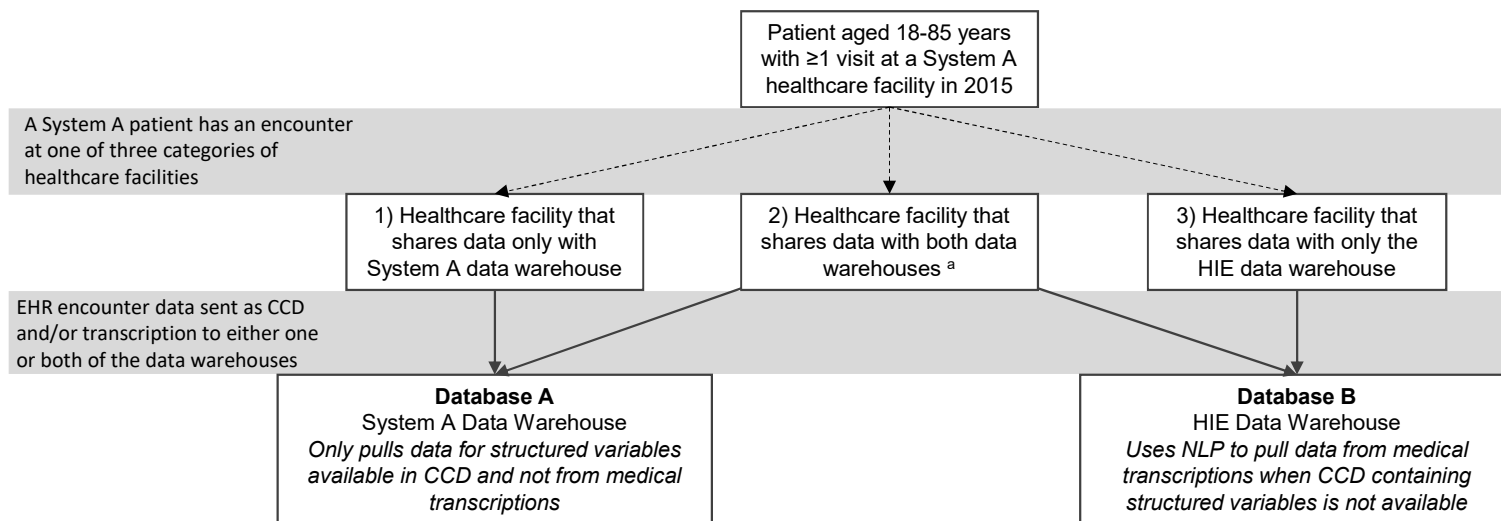 Patient aged 18-85 years
with ≥1 visit at a System A
healthcare facility in 2015
A System A patient has an encounter
at one of three categories of
healthcare facilities
1) Healthcare facility that
shares data only with
System A data warehouse
2) Healthcare facility that
shares data with both data
warehouses a
3) Healthcare facility that
shares data with only the
HIE data warehouse
EHR encounter data sent as CCD
and/or transcription to either one
or both of the data warehouses
Database A
System A Data Warehouse
Only pulls data for structured variables
available in CCD and not from medical
transcriptions
Database B
HIE Data Warehouse
Uses NLP to pull data from medical
transcriptions when CCD containing
structured variables is not available